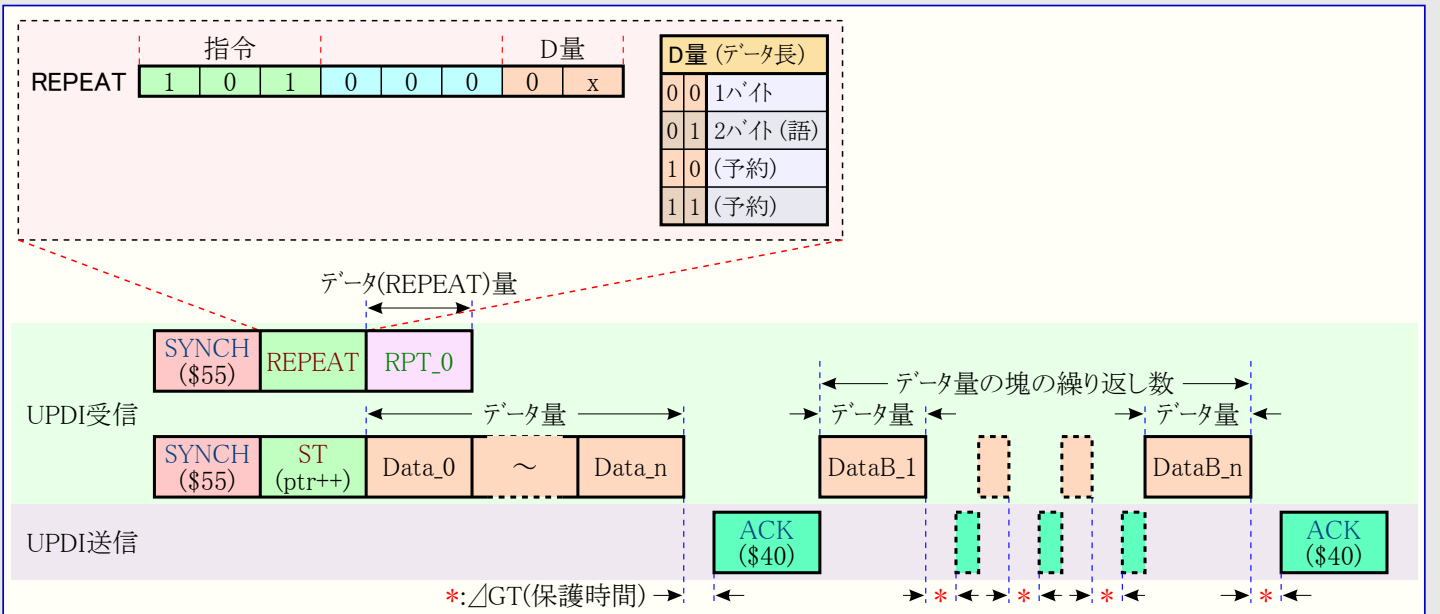 指令 D量
REPEAT 1 0 1 0 0 0 0 x
D量 (データ長)
0 0 1バイト
0 1 2バイト (語)
1 0 (予約)
1 1 (予約)
データ(REPEAT)量
SYNCH
($55)
REPEAT
RPT_0
UPDI受信
データ量
データ量の塊の繰り返し数
データ量
データ量
SYNCH
($55)
ST
(ptr++)
Data_0
～
Data_n
DataB_1
DataB_n
UPDI送信
ACK
($40)
ACK
($40)
*:⊿GT(保護時間)
* * * *